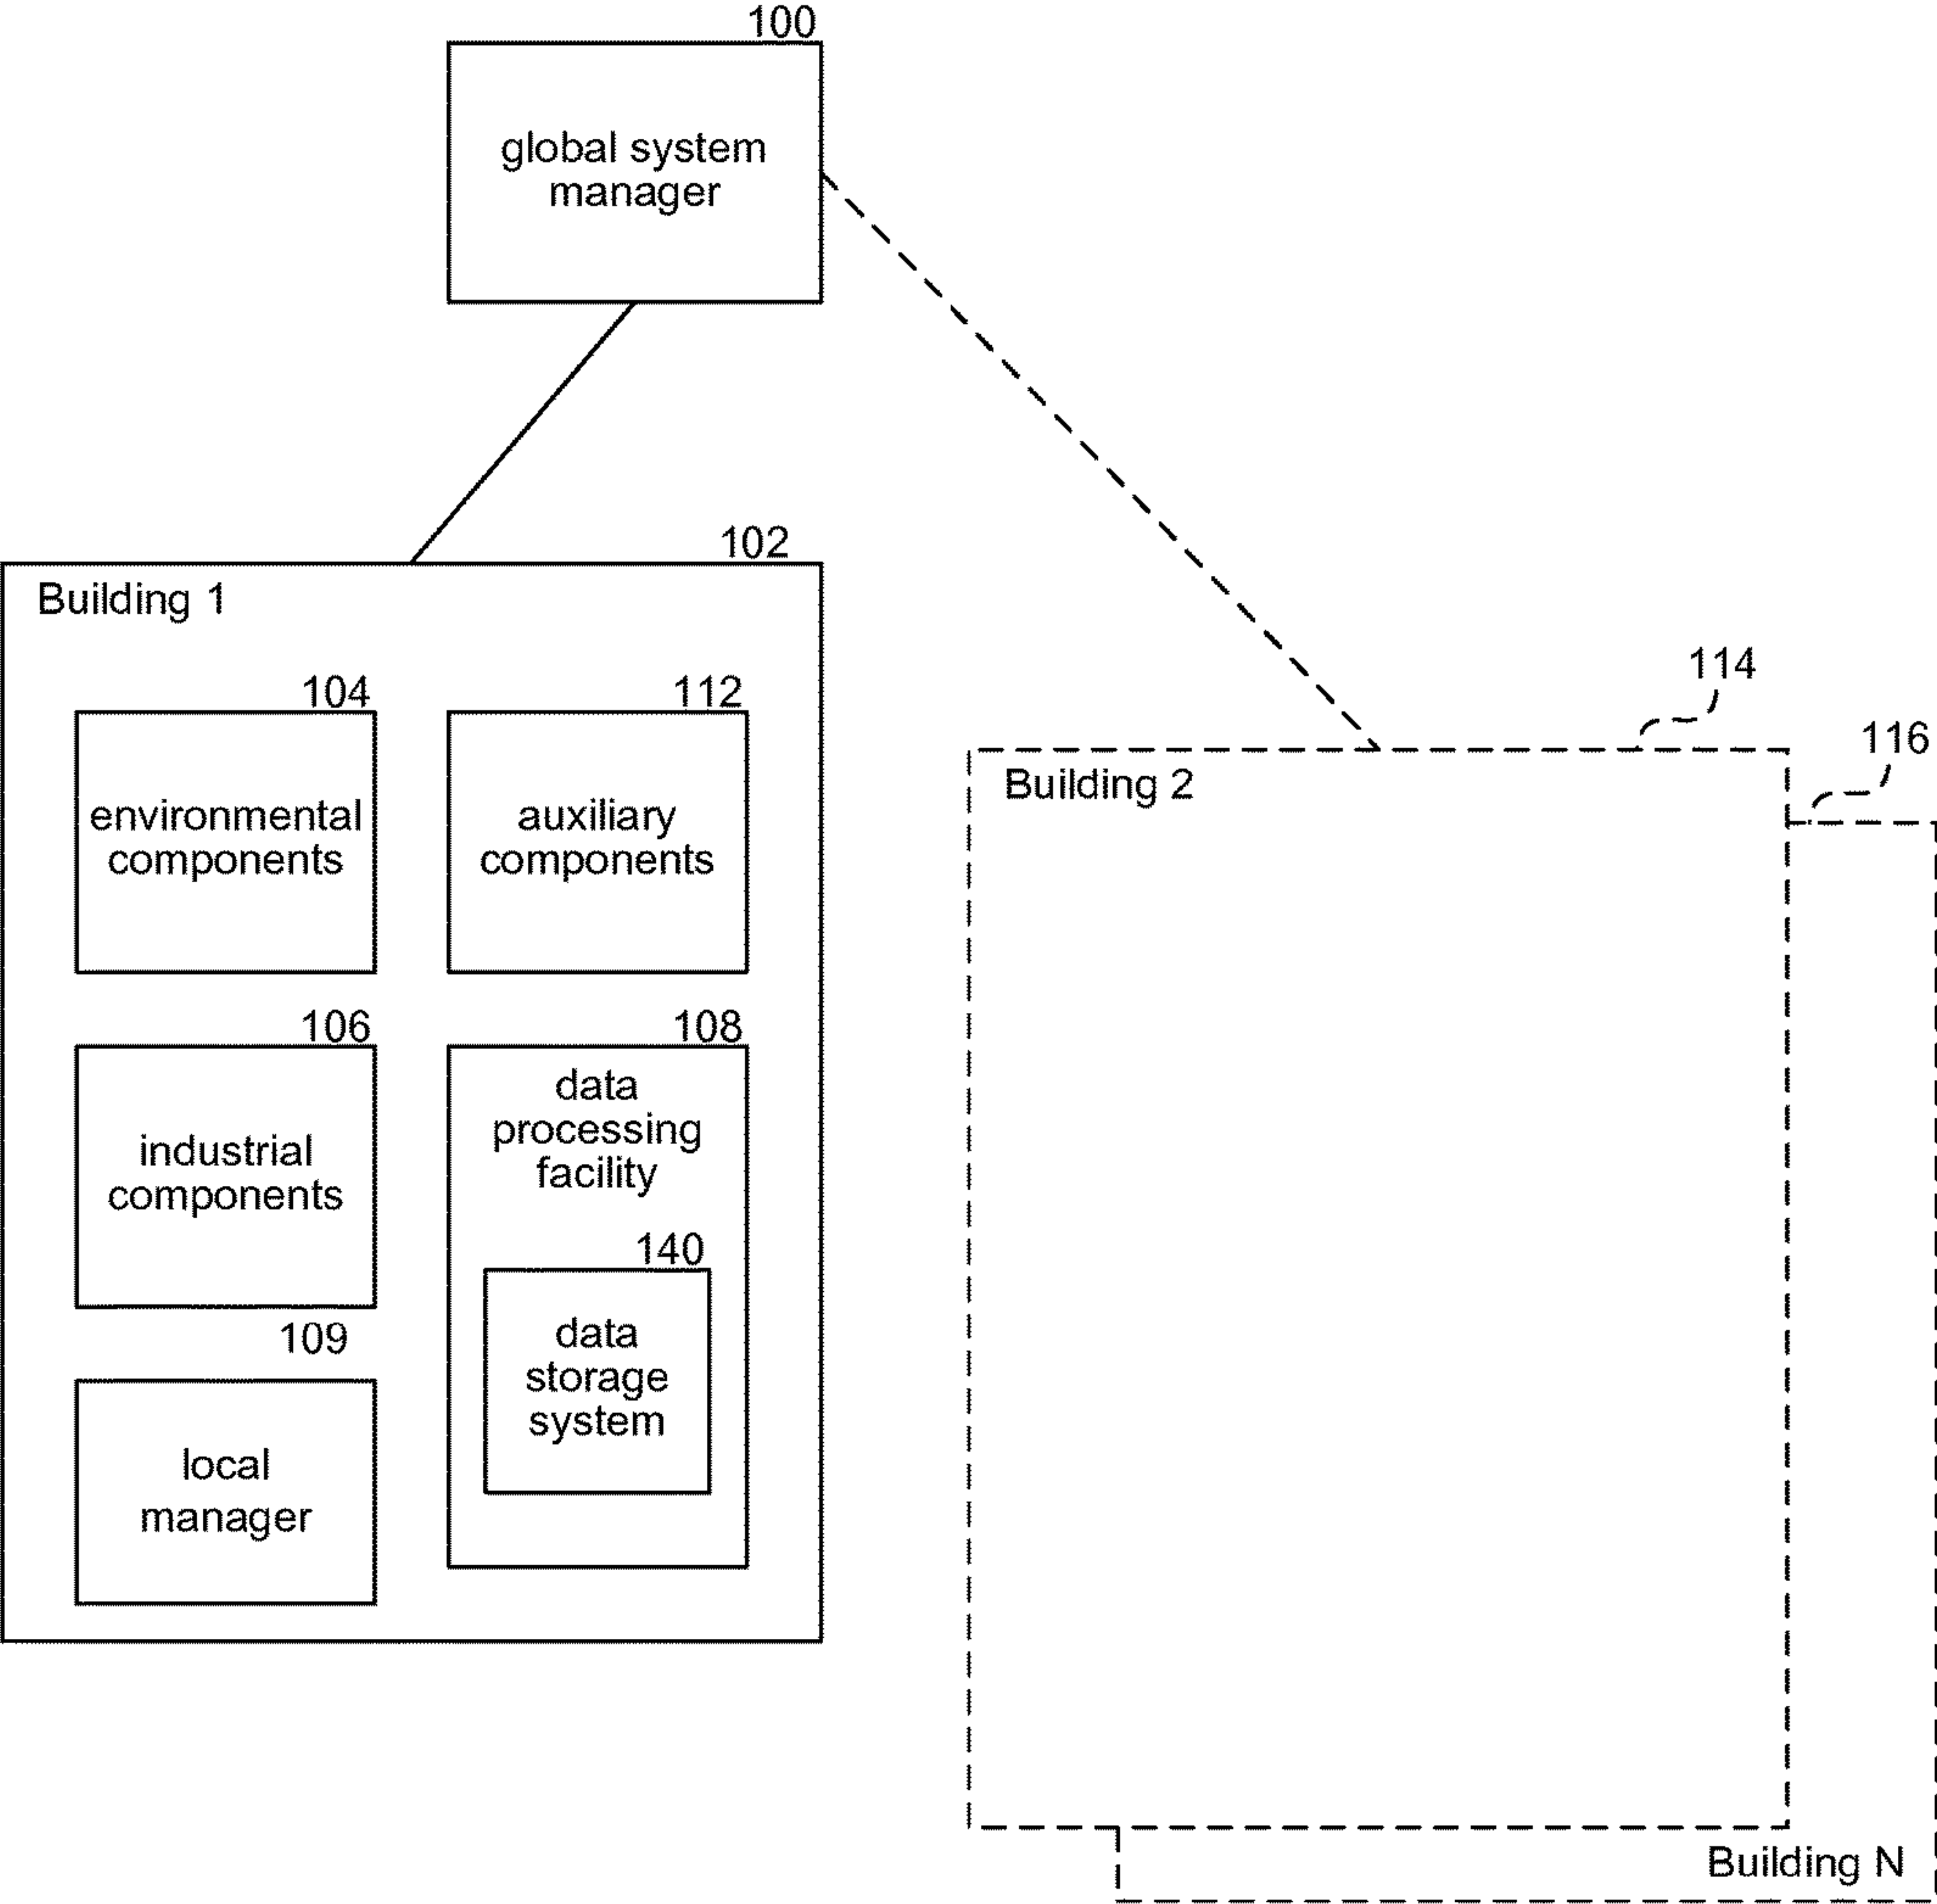 100
global system
manager
102
Building 1
104
environmental
components
112
auxiliary
components
106
industrial
components
108
data
processing
facility
140
data
storage
system
109
local
manager
114
116
Building 2
Building N